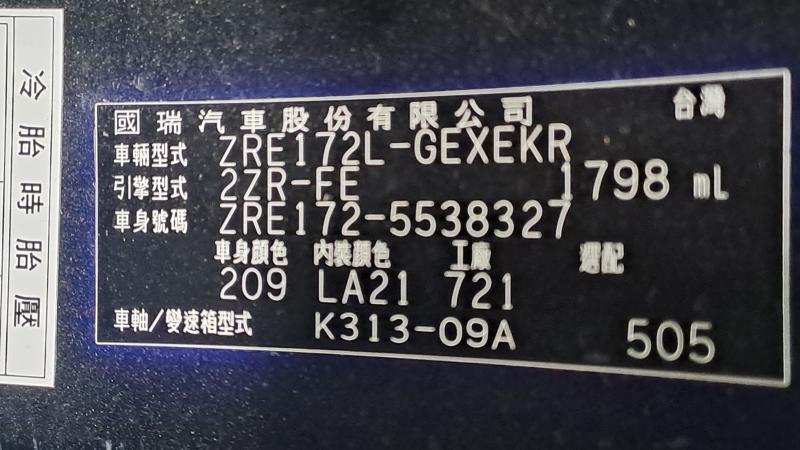 國瑞汽車股份有限公司 台灣
車輛型式 ZRE172L-GEXEKR
引擎型式 2ZR-FE 1798 mL
車身號碼 ZRE172-5538327
車身顏色 內裝顏色 工廠 選配
209 LA21 721
車軸/變速箱型式 K313-09A 505
冷胎時胎壓